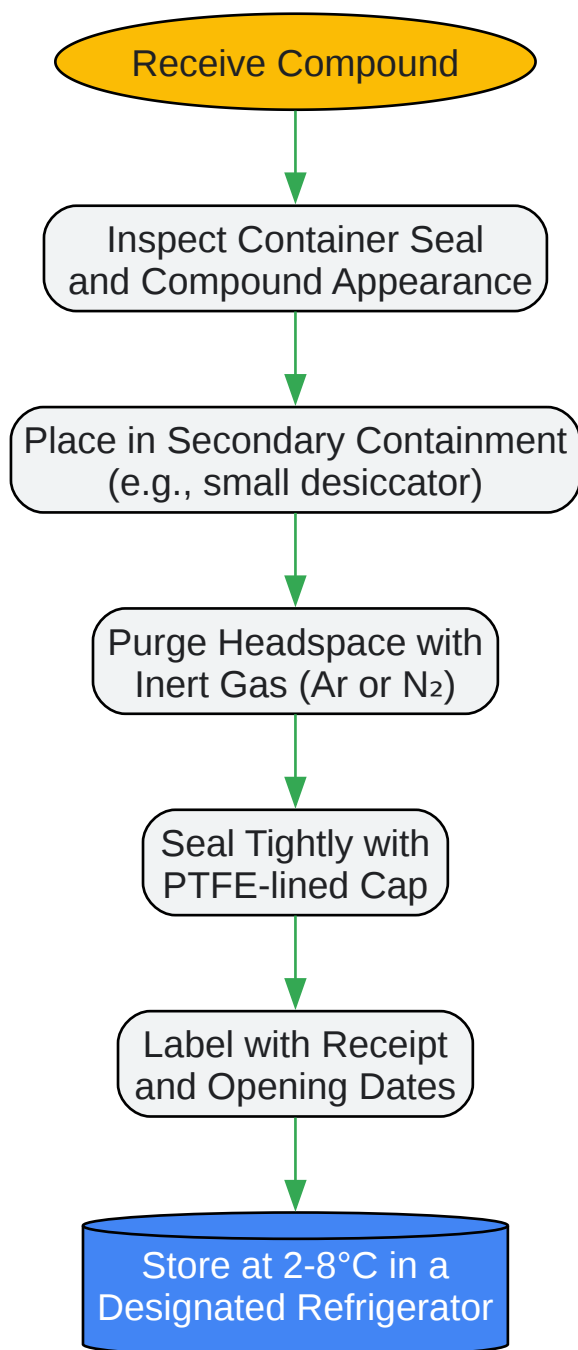 Receive Compound
Inspect Container Seal
and Compound Appearance
Place in Secondary Containment
(e.g., small desiccator)
Purge Headspace with
Inert Gas (Ar or N₂)
Seal Tightly with
PTFE-lined Cap
Label with Receipt
and Opening Dates
Store at 2-8°C in a
Designated Refrigerator